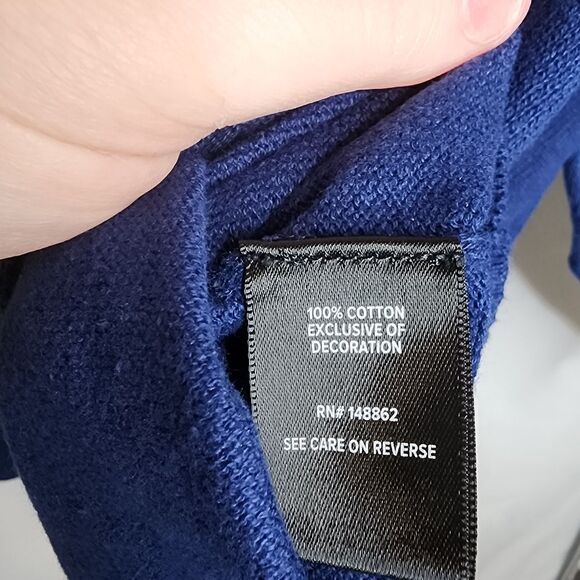 100% COTTON
EXCLUSIVE OF
DECORATION
RN# 148862
SEE CARE ON REVERSE